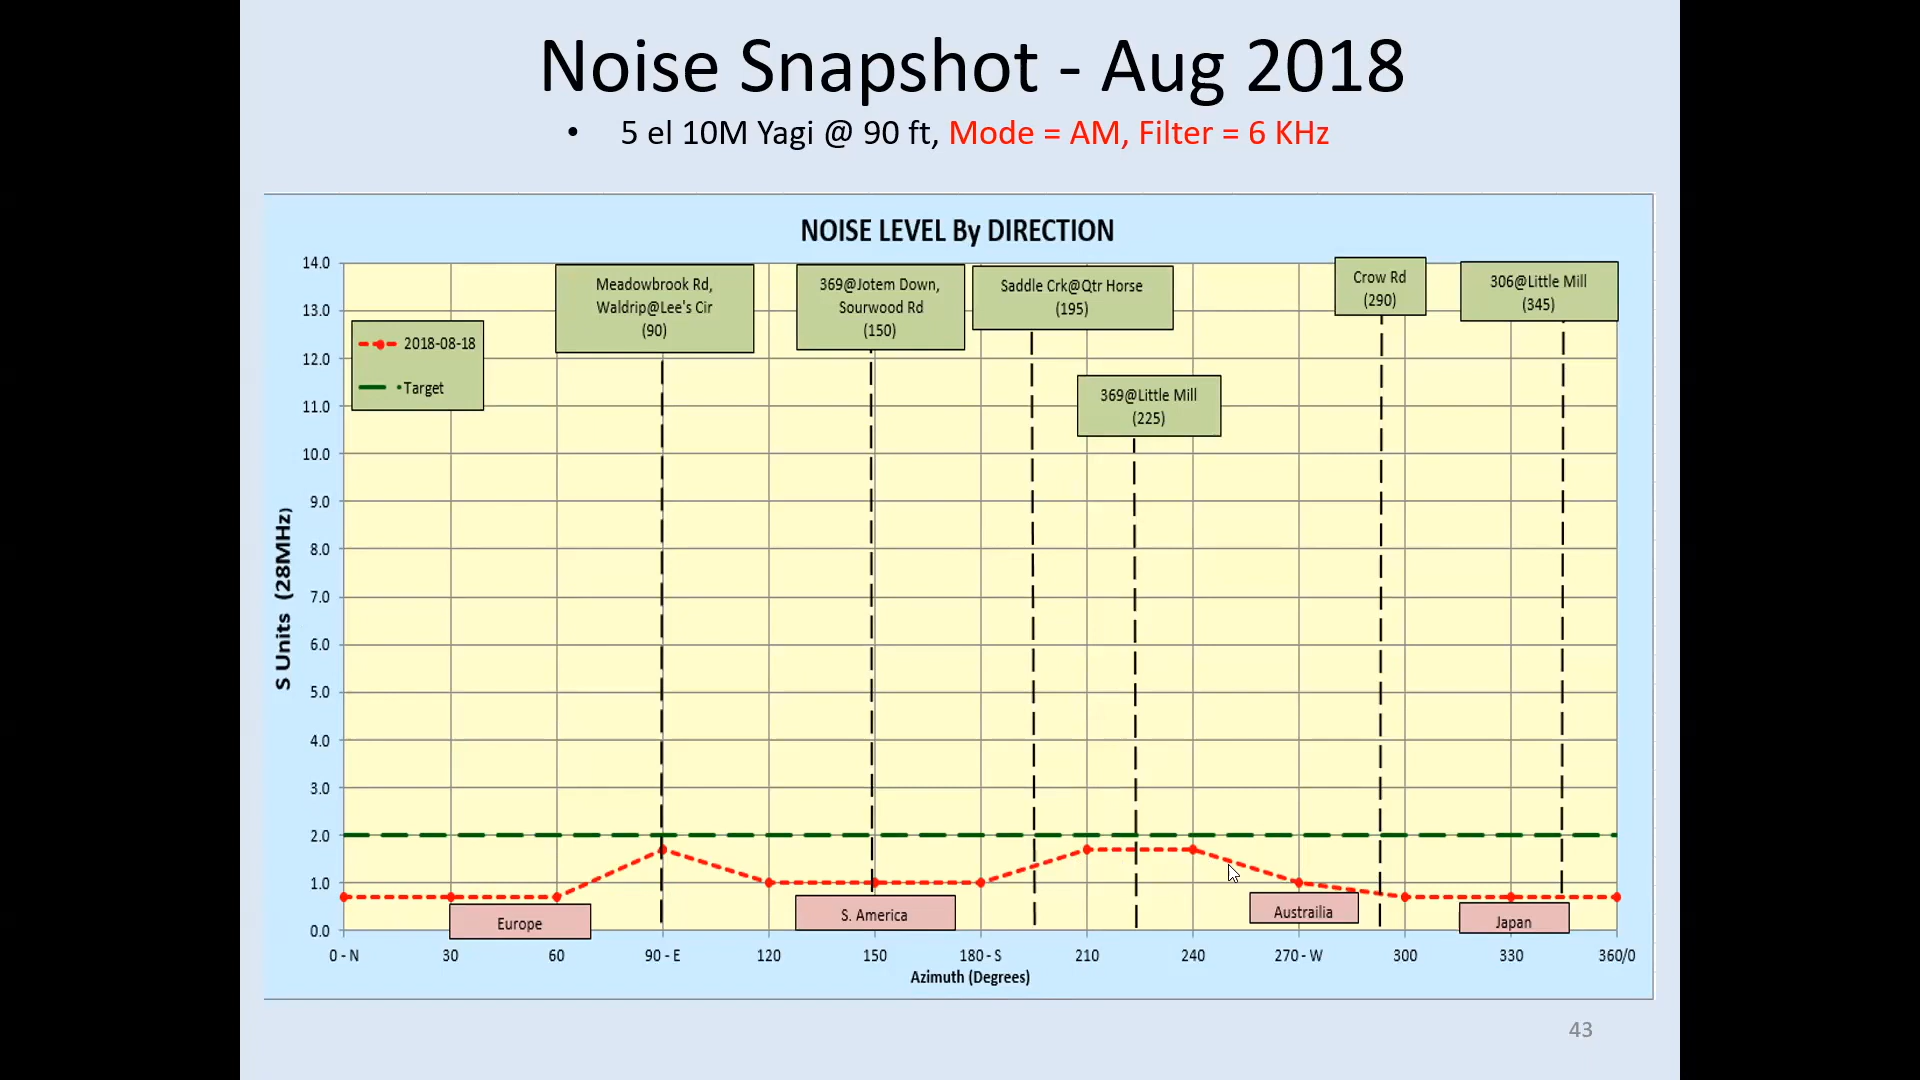 Noise Snapshot - Aug 2018
• 5 el 10M Yagi @ 90 ft, Mode = AM, Filter = 6 KHz
NOISE LEVEL By DIRECTION
14.0
13.0
12.0
11.0
10.0
9.0
8.0
7.0
6.0
5.0
4.0
3.0
2.0
1.0
0.0
S Units (28MHz)
2018-08-18
Target
Meadowbrook Rd,
Waldrip@Lee's Cir
(90)
369@Jotem Down,
Sourwood Rd
(150)
Saddle Crk@Qtr Horse
(195)
369@Little Mill
(225)
Crow Rd
(290)
306@Little Mill
(345)
Europe
S. America
Austrailia
Japan
0 - N
30
60
90 - E
120
150
180 - S
210
240
270 - W
300
330
360/0
Azimuth (Degrees)
43